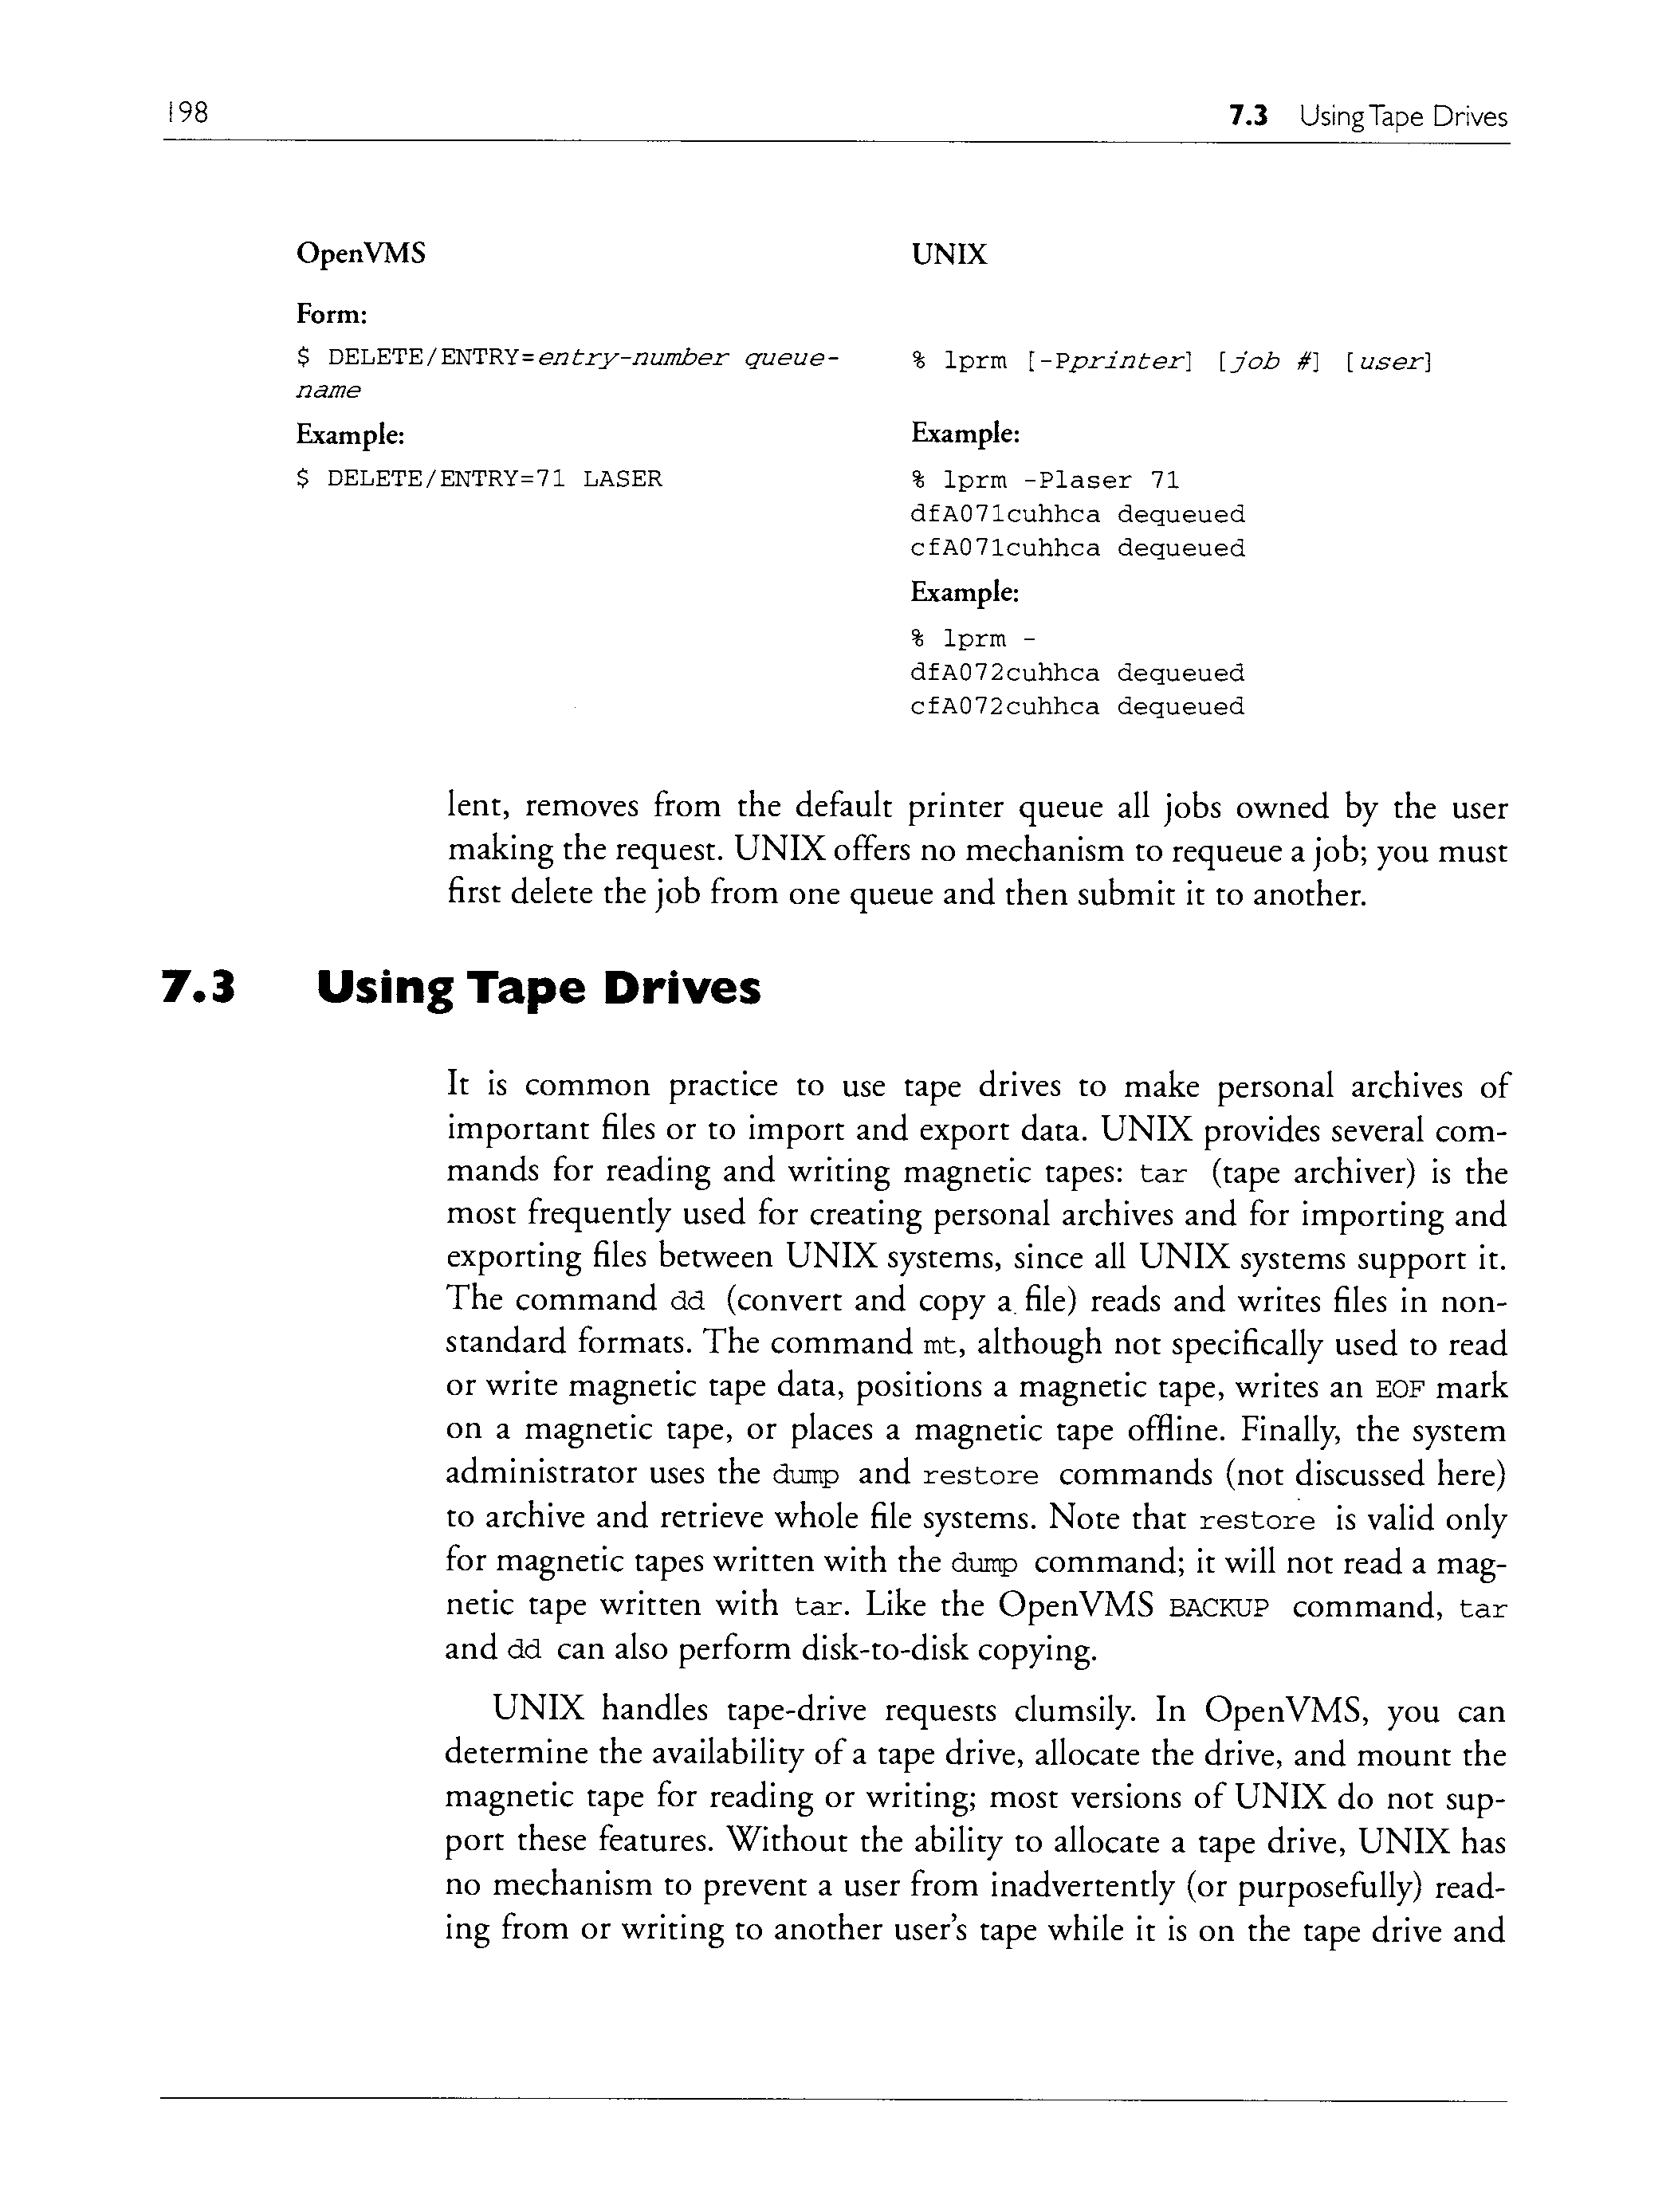 198
7.3 Using Tape Drives
OpenVMS
UNIX
Form:
$ DELETE/ENTRY=entry-number queue-
name
% lprm [-Pprinter] [job #] [user]
Example:
$ DELETE/ENTRY=71 LASER
Example:
% lprm -Plaser 71
dfA071cuhhca dequeued
cfA071cuhhca dequeued
Example:
% lprm -
dfA072cuhhca dequeued
cfA072cuhhca dequeued
lent, removes from the default printer queue all jobs owned by the user
making the request. UNIX offers no mechanism to requeue a job; you must
first delete the job from one queue and then submit it to another.
7.3 Using Tape Drives
It is common practice to use tape drives to make personal archives of
important files or to import and export data. UNIX provides several com-
mands for reading and writing magnetic tapes: tar (tape archiver) is the
most frequently used for creating personal archives and for importing and
exporting files between UNIX systems, since all UNIX systems support it.
The command dd (convert and copy a file) reads and writes files in non-
standard formats. The command mt, although not specifically used to read
or write magnetic tape data, positions a magnetic tape, writes an EOF mark
on a magnetic tape, or places a magnetic tape offline. Finally, the system
administrator uses the dump and restore commands (not discussed here)
to archive and retrieve whole file systems. Note that restore is valid only
for magnetic tapes written with the dump command; it will not read a mag-
netic tape written with tar. Like the OpenVMS BACKUP command, tar
and dd can also perform disk-to-disk copying.
UNIX handles tape-drive requests clumsily. In OpenVMS, you can
determine the availability of a tape drive, allocate the drive, and mount the
magnetic tape for reading or writing; most versions of UNIX do not sup-
port these features. Without the ability to allocate a tape drive, UNIX has
no mechanism to prevent a user from inadvertently (or purposefully) read-
ing from or writing to another user's tape while it is on the tape drive and